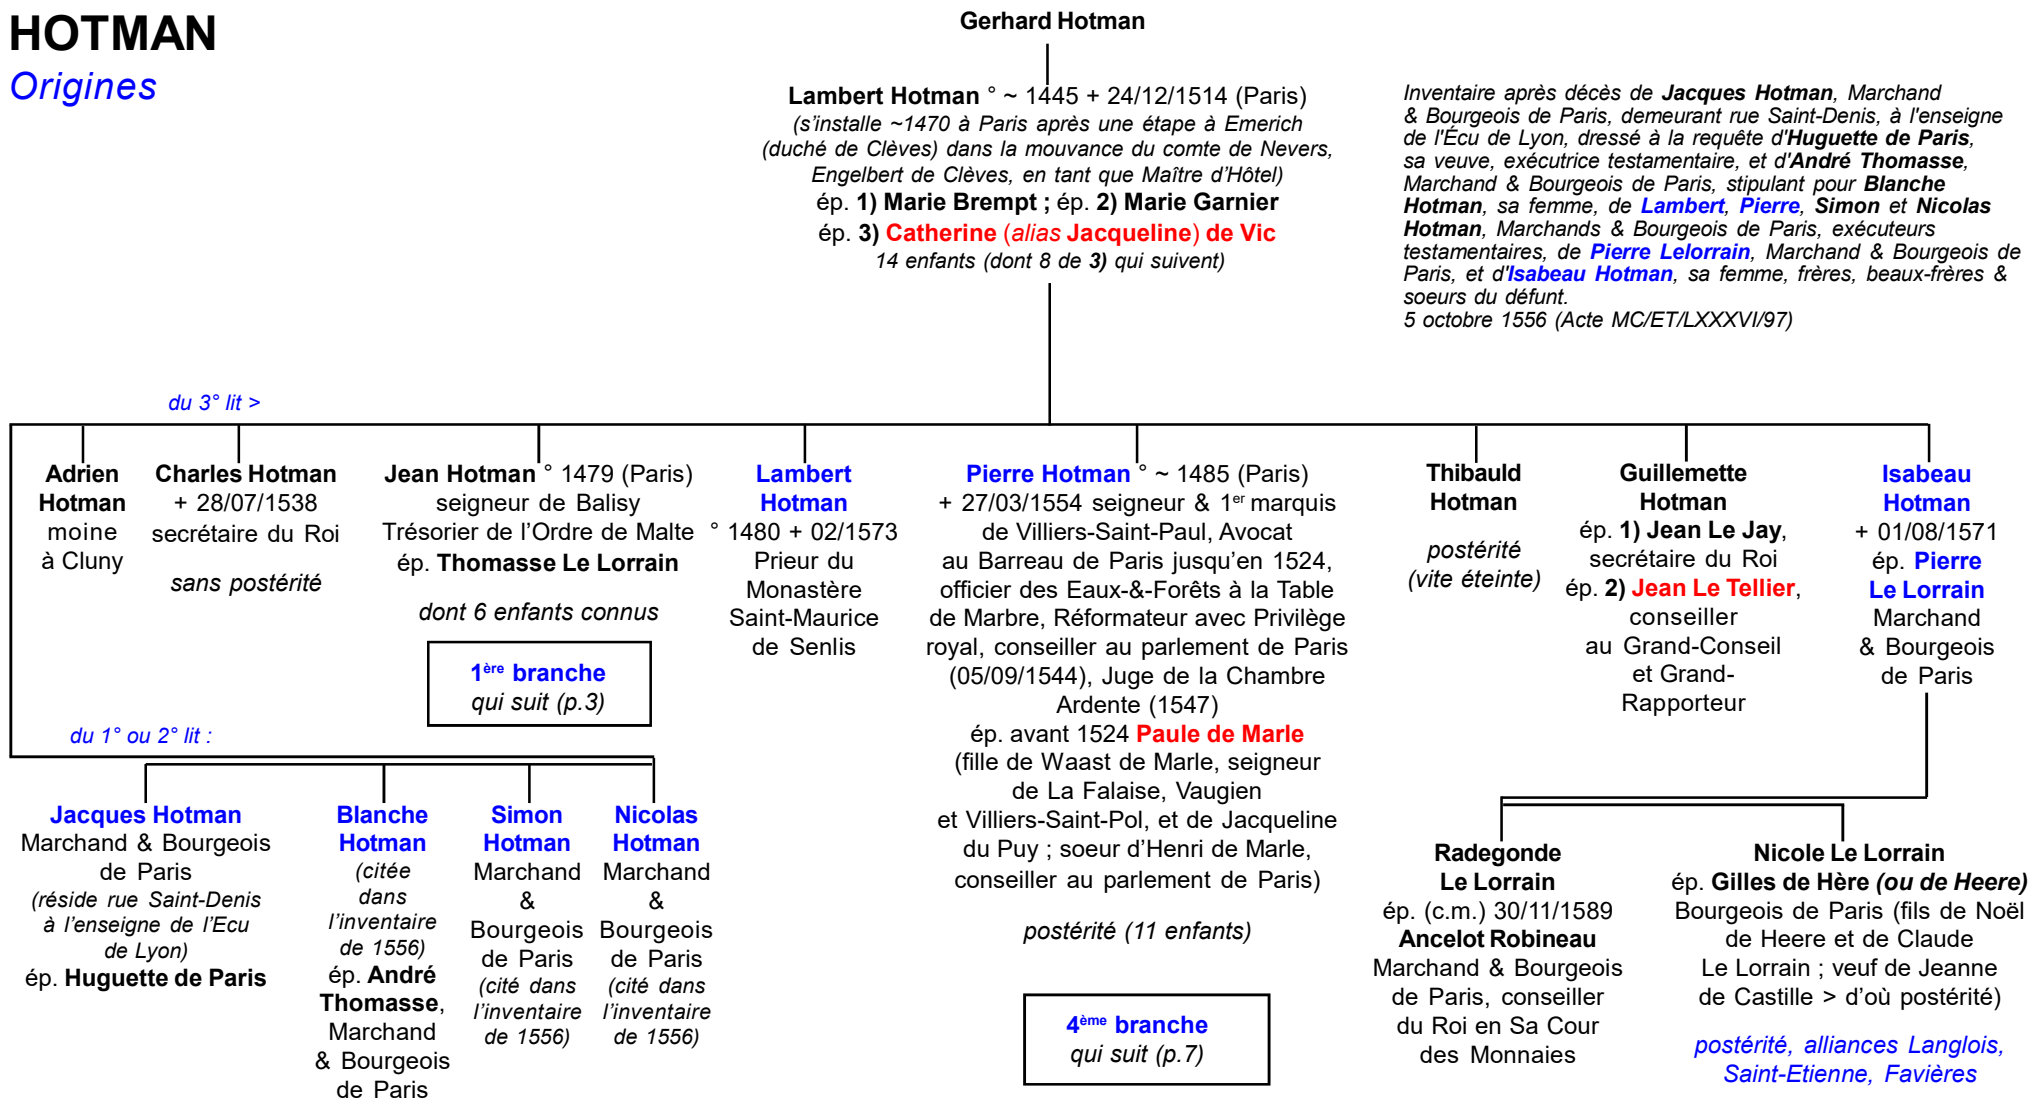 HOTMAN
Origines
Gerhard Hotman
Lambert Hotman ° ~ 1445 + 24/12/1514 (Paris)
(s'installe ~1470 à Paris après une étape à Emerich
(duché de Clèves) dans la mouvance du comte de Nevers,
Engelbert de Clèves, en tant que Maître d'Hôtel)
ép. 1) Marie Brempt ; ép. 2) Marie Garnier
ép. 3) Catherine (alias Jacqueline) de Vic
14 enfants (dont 8 de 3) qui suivent)
Inventaire après décès de Jacques Hotman, Marchand
& Bourgeois de Paris, demeurant rue Saint-Denis, à l'enseigne
de l'Écu de Lyon, dressé à la requête d'Huguette de Paris,
sa veuve, exécutrice testamentaire, et d'André Thomasse,
Marchand & Bourgeois de Paris, stipulant pour Blanche
Hotman, sa femme, de Lambert, Pierre, Simon et Nicolas
Hotman, Marchands & Bourgeois de Paris, exécuteurs
testamentaires, de Pierre Lelorrain, Marchand & Bourgeois de
Paris, et d'Isabeau Hotman, sa femme, frères, beaux-frères &
soeurs du défunt.
5 octobre 1556 (Acte MC/ET/LXXXVI/97)
du 3° lit >
Adrien
Hotman
moine
à Cluny
Charles Hotman
+ 28/07/1538
secrétaire du Roi
sans postérité
Jean Hotman ° 1479 (Paris)
seigneur de Balisy
Trésorier de l'Ordre de Malte
ép. Thomasse Le Lorrain
dont 6 enfants connus
1ère branche
qui suit (p.3)
Lambert
Hotman
° 1480 + 02/1573
Prieur du
Monastère
Saint-Maurice
de Senlis
Pierre Hotman ° ~ 1485 (Paris)
+ 27/03/1554 seigneur & 1er marquis
de Villiers-Saint-Paul, Avocat
au Barreau de Paris jusqu'en 1524,
officier des Eaux-&-Forêts à la Table
de Marbre, Réformateur avec Privilège
royal, conseiller au parlement de Paris
(05/09/1544), Juge de la Chambre
Ardente (1547)
ép. avant 1524 Paule de Marle
(fille de Waast de Marle, seigneur
de La Falaise, Vaugien
et Villiers-Saint-Pol, et de Jacqueline
du Puy ; soeur d'Henri de Marle,
conseiller au parlement de Paris)
postérité (11 enfants)
4ème branche
qui suit (p.7)
Thibauld
Hotman
postérité
(vite éteinte)
Guillemette
Hotman
ép. 1) Jean Le Jay,
secrétaire du Roi
ép. 2) Jean Le Tellier,
conseiller
au Grand-Conseil
et Grand-
Rapporteur
Isabeau
Hotman
+ 01/08/1571
ép. Pierre
Le Lorrain
Marchand
& Bourgeois
de Paris
du 1° ou 2° lit :
Jacques Hotman
Marchand & Bourgeois
de Paris
(réside rue Saint-Denis
à l'enseigne de l'Ecu
de Lyon)
ép. Huguette de Paris
Blanche
Hotman
(citée
dans
l'inventaire
de 1556)
ép. André
Thomasse,
Marchand
& Bourgeois
de Paris
Simon
Hotman
Marchand
&
Bourgeois
de Paris
(cité dans
l'inventaire
de 1556)
Nicolas
Hotman
Marchand
&
Bourgeois
de Paris
(cité dans
l'inventaire
de 1556)
Radegonde
Le Lorrain
ép. (c.m.) 30/11/1589
Ancelot Robineau
Marchand & Bourgeois
de Paris, conseiller
du Roi en Sa Cour
des Monnaies
Nicole Le Lorrain
ép. Gilles de Hère (ou de Heere)
Bourgeois de Paris (fils de Noël
de Heere et de Claude
Le Lorrain ; veuf de Jeanne
de Castille > d'où postérité)
postérité, alliances Langlois,
Saint-Etienne, Favières